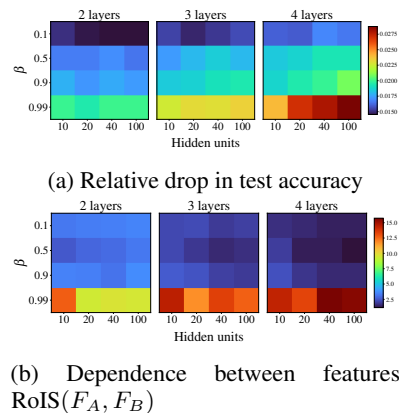 2 layers 3 layers 4 layers
0.1
0.5
0.9
0.99
β
10 20 40 100 10 20 40 100 10 20 40 100
Hidden units
0.0275
0.0250
0.0225
0.0200
0.0175
0.0150
(a) Relative drop in test accuracy
2 layers 3 layers 4 layers
0.1
0.5
0.9
0.99
β
10 20 40 100 10 20 40 100 10 20 40 100
Hidden units
15.0
12.5
10.0
7.5
5.0
2.5
(b) Dependence between features
RoIS(F_A, F_B)